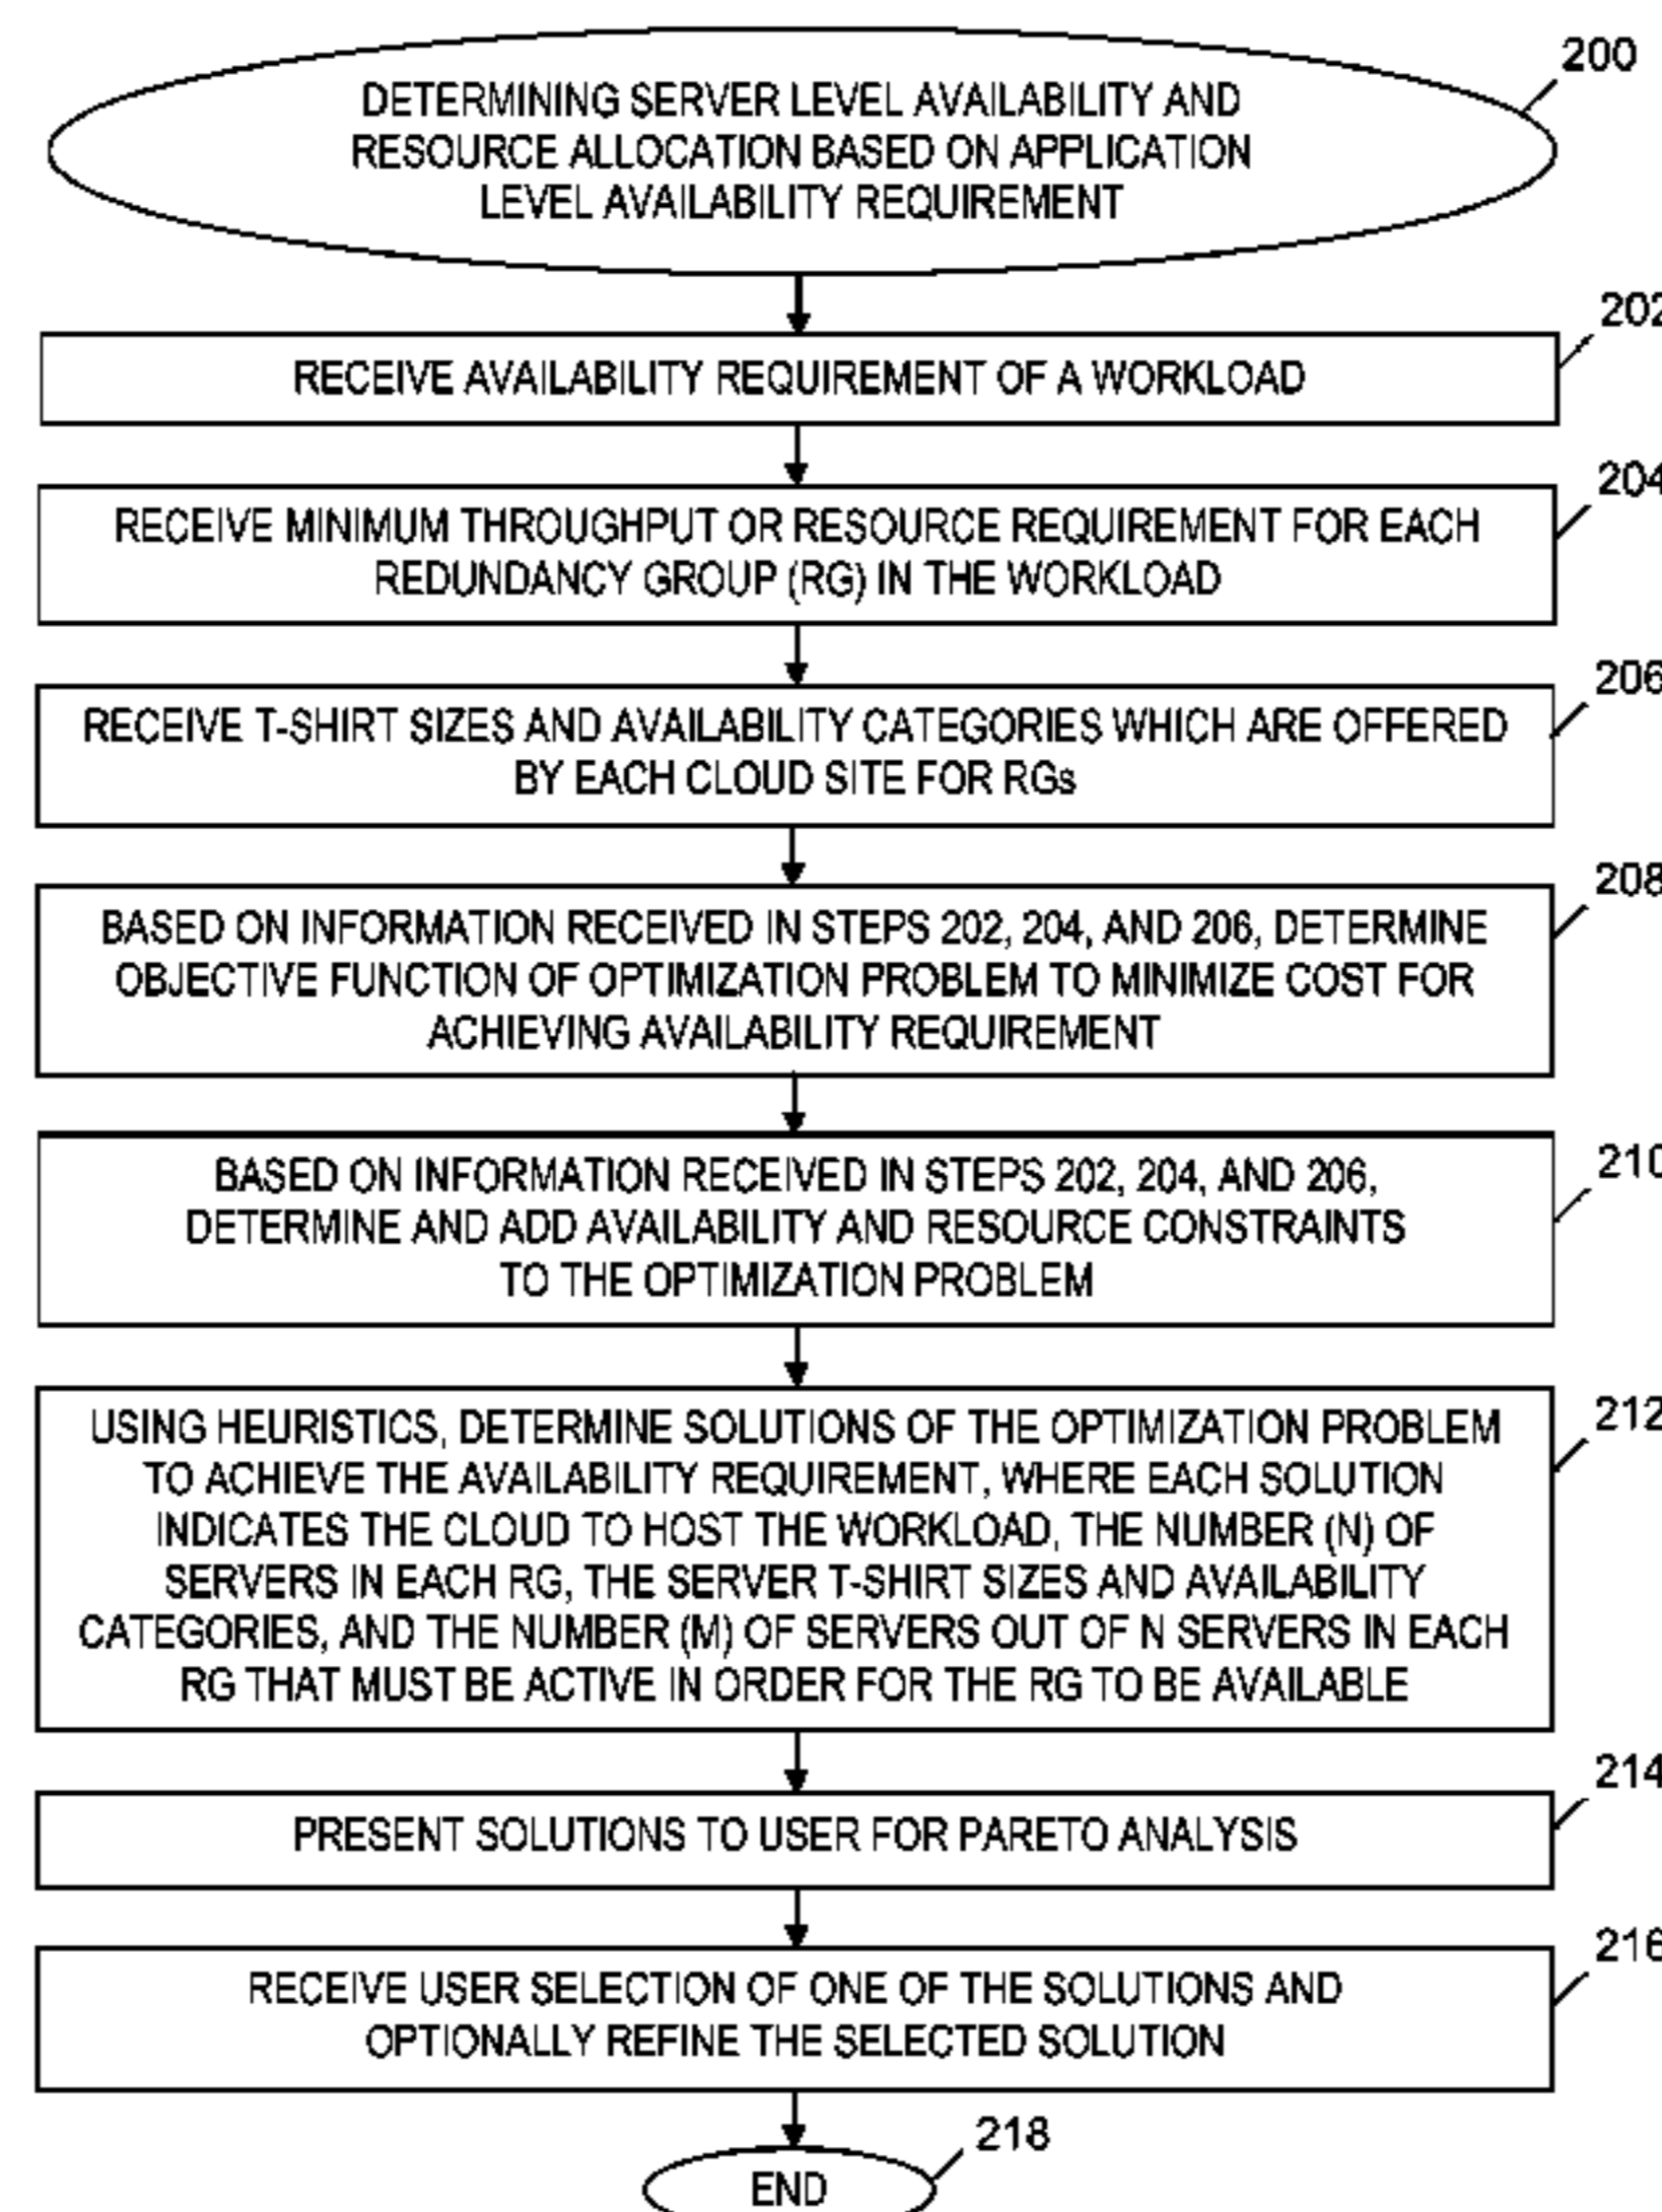 200
DETERMINING SERVER LEVEL AVAILABILITY AND
RESOURCE ALLOCATION BASED ON APPLICATION
LEVEL AVAILABILITY REQUIREMENT
202
RECEIVE AVAILABILITY REQUIREMENT OF A WORKLOAD
204
RECEIVE MINIMUM THROUGHPUT OR RESOURCE REQUIREMENT FOR EACH
REDUNDANCY GROUP (RG) IN THE WORKLOAD
206
RECEIVE T-SHIRT SIZES AND AVAILABILITY CATEGORIES WHICH ARE OFFERED
BY EACH CLOUD SITE FOR RGs
208
BASED ON INFORMATION RECEIVED IN STEPS 202, 204, AND 206, DETERMINE
OBJECTIVE FUNCTION OF OPTIMIZATION PROBLEM TO MINIMIZE COST FOR
ACHIEVING AVAILABILITY REQUIREMENT
210
BASED ON INFORMATION RECEIVED IN STEPS 202, 204, AND 206,
DETERMINE AND ADD AVAILABILITY AND RESOURCE CONSTRAINTS
TO THE OPTIMIZATION PROBLEM
212
USING HEURISTICS, DETERMINE SOLUTIONS OF THE OPTIMIZATION PROBLEM
TO ACHIEVE THE AVAILABILITY REQUIREMENT, WHERE EACH SOLUTION
INDICATES THE CLOUD TO HOST THE WORKLOAD, THE NUMBER (N) OF
SERVERS IN EACH RG, THE SERVER T-SHIRT SIZES AND AVAILABILITY
CATEGORIES, AND THE NUMBER (M) OF SERVERS OUT OF N SERVERS IN EACH
RG THAT MUST BE ACTIVE IN ORDER FOR THE RG TO BE AVAILABLE
214
PRESENT SOLUTIONS TO USER FOR PARETO ANALYSIS
216
RECEIVE USER SELECTION OF ONE OF THE SOLUTIONS AND
OPTIONALLY REFINE THE SELECTED SOLUTION
218
END